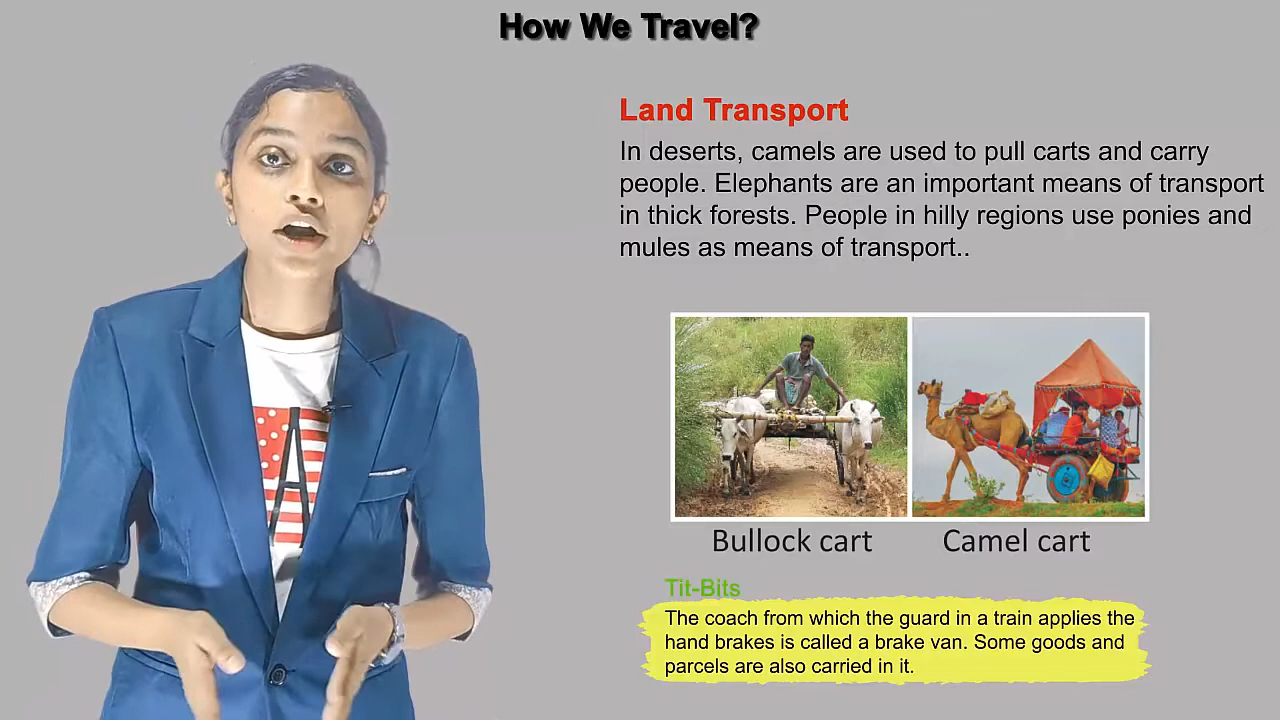 How We Travel?
Land Transport
In deserts, camels are used to pull carts and carry
people. Elephants are an important means of transport
in thick forests. People in hilly regions use ponies and
mules as means of transport..
A
Bullock cart
Camel cart
Tit-Bits
The coach from which the guard in a train applies the
hand brakes is called a brake van. Some goods and
parcels are also carried in it.